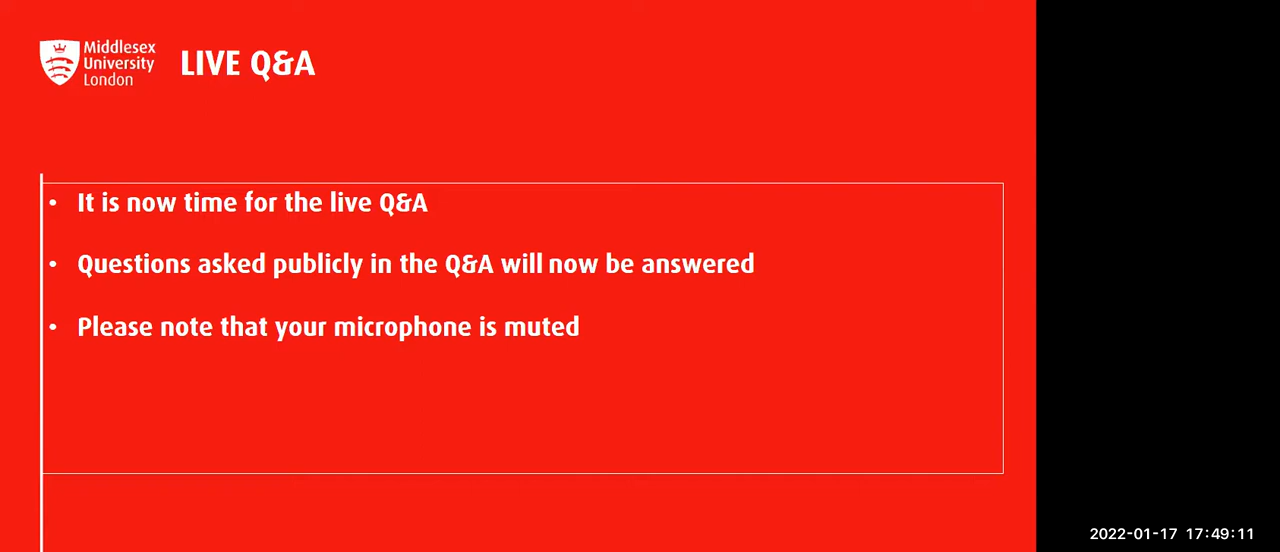 Middlesex
University
London
LIVE Q&A
• It is now time for the live Q&A
• Questions asked publicly in the Q&A will now be answered
• Please note that your microphone is muted
2022-01-17 17:49:11